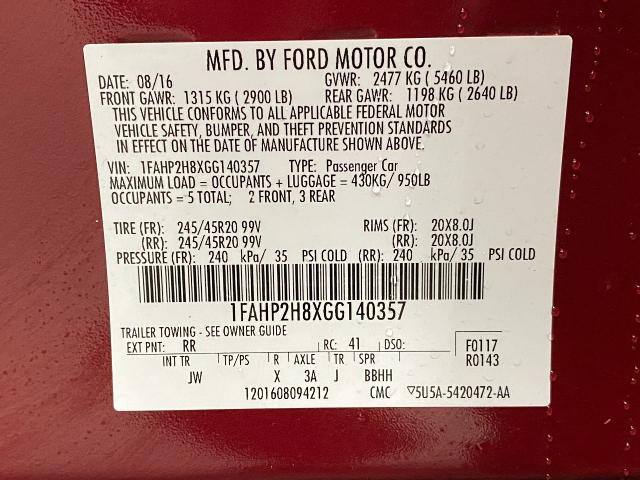 MFD. BY FORD MOTOR CO.
DATE: 08/16 GVWR: 2477 KG ( 5460 LB)
FRONT GAWR: 1315 KG ( 2900 LB) REAR GAWR: 1198 KG ( 2640 LB)
THIS VEHICLE CONFORMS TO ALL APPLICABLE FEDERAL MOTOR
VEHICLE SAFETY, BUMPER, AND THEFT PREVENTION STANDARDS
IN EFFECT ON THE DATE OF MANUFACTURE SHOWN ABOVE.
VIN: 1FAHP2H8XGG140357 TYPE: Passenger Car
MAXIMUM LOAD = OCCUPANTS + LUGGAGE = 430KG/ 950LB
OCCUPANTS = 5 TOTAL; 2 FRONT, 3 REAR
TIRE (FR): 245/45R20 99V RIMS (FR): 20X8.0J
(RR): 245/45R20 99V (RR): 20X8.0J
PRESSURE (FR): 240 kPa/ 35 PSI COLD (RR): 240 kPa/ 35 PSI COLD
1FAHP2H8XGG140357
TRAILER TOWING - SEE OWNER GUIDE
EXT PNT: RR RC: 41 DSO: F0117
R0143
INT TR TP/PS R AXLE TR SPR
JW X 3A J BBHH
1201608094212 CMC ▽5U5A-5420472-AA